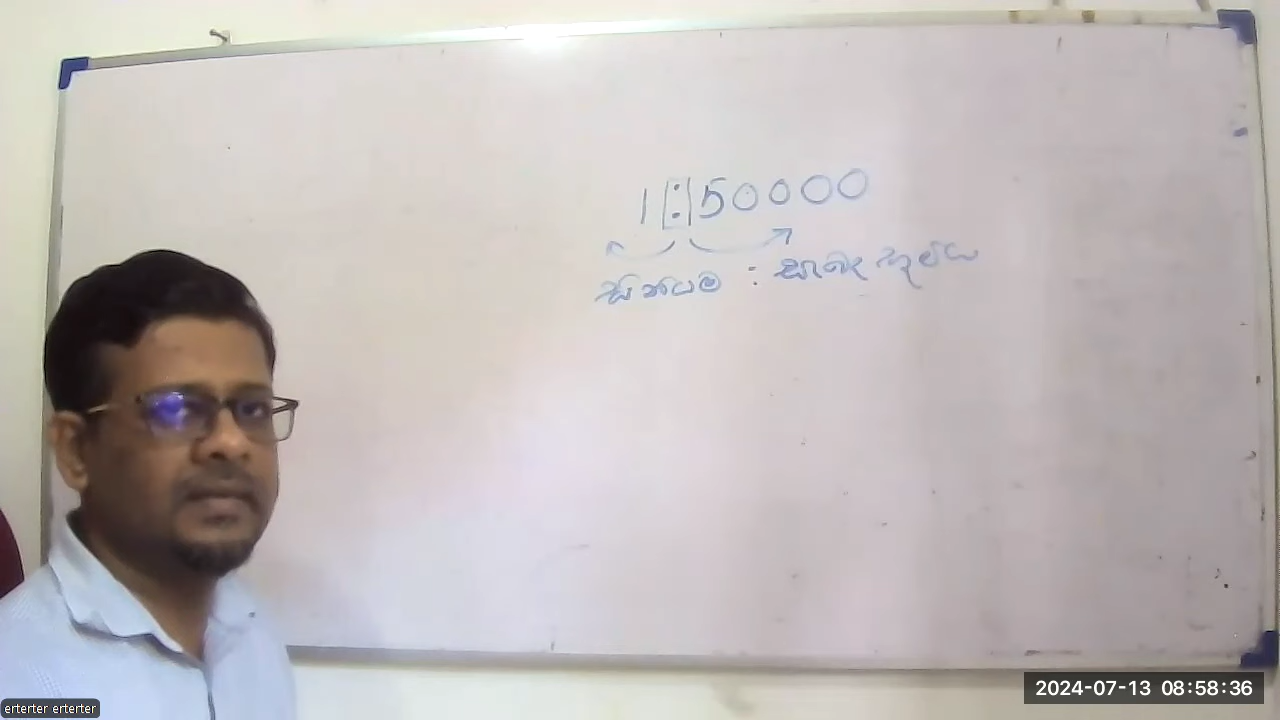 1 : 50000
සිතියම : සැබෑ භූමිය
2024-07-13 08:58:36
erterter erterter